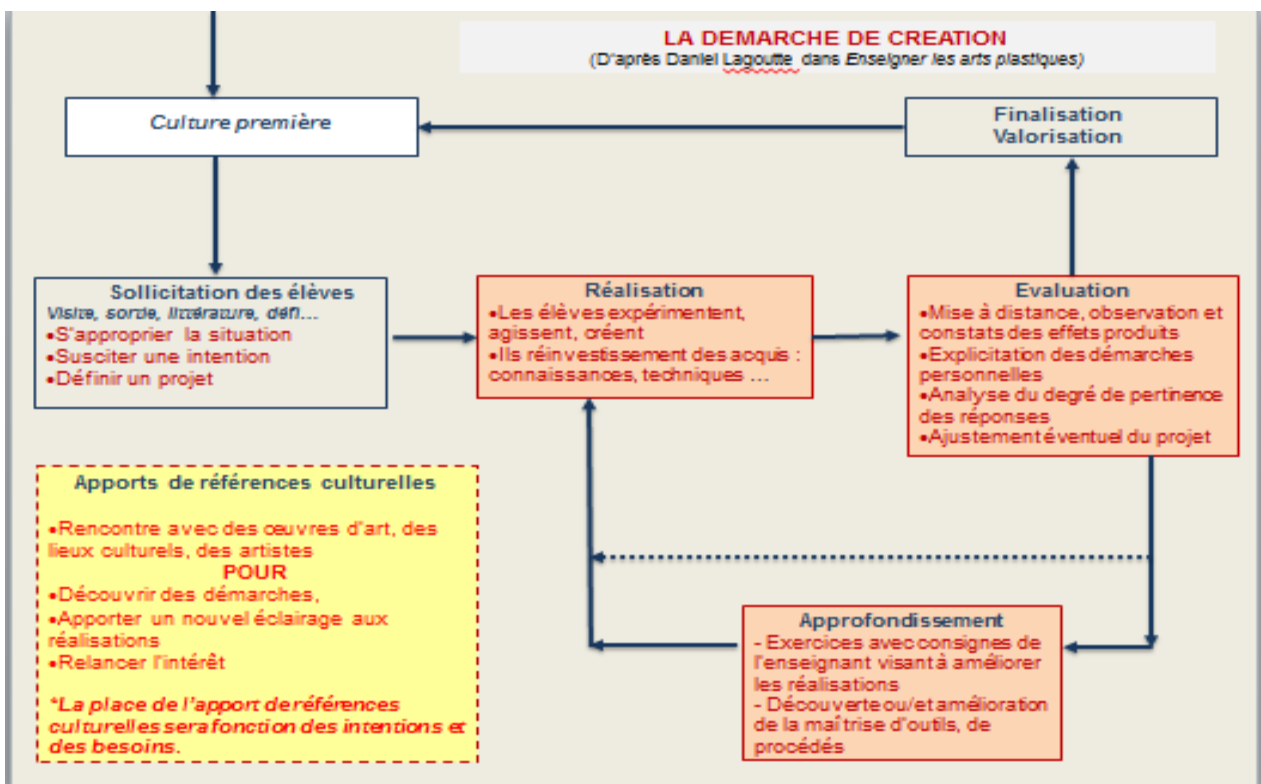 LA DEMARCHE DE CREATION
(D'après Daniel Lagoutte dans Enseigner les arts plastiques)
Culture première
Finalisation
Valorisation
Sollicitation des élèves
Visite, sortie, littérature, défi…
•S'approprier la situation
•Susciter une intention
•Définir un projet
Réalisation
•Les élèves expérimentent,
agissent, créent
•Ils réinvestissement des acquis :
connaissances, techniques …
Evaluation
•Mise à distance, observation et
constats des effets produits
•Explicitation des démarches
personnelles
•Analyse du degré de pertinence
des réponses
•Ajustement éventuel du projet
Apports de références culturelles
•Rencontre avec des œuvres d'art, des
lieux culturels, des artistes
POUR
•Découvrir des démarches,
•Apporter un nouvel éclairage aux
réalisations
•Relancer l'intérêt
*La place de l'apport de références
culturelles sera fonction des intentions et
des besoins.
Approfondissement
- Exercices avec consignes de
l'enseignant visant à améliorer
les réalisations
- Découverte ou/et amélioration
de la maîtrise d'outils, de
procédés